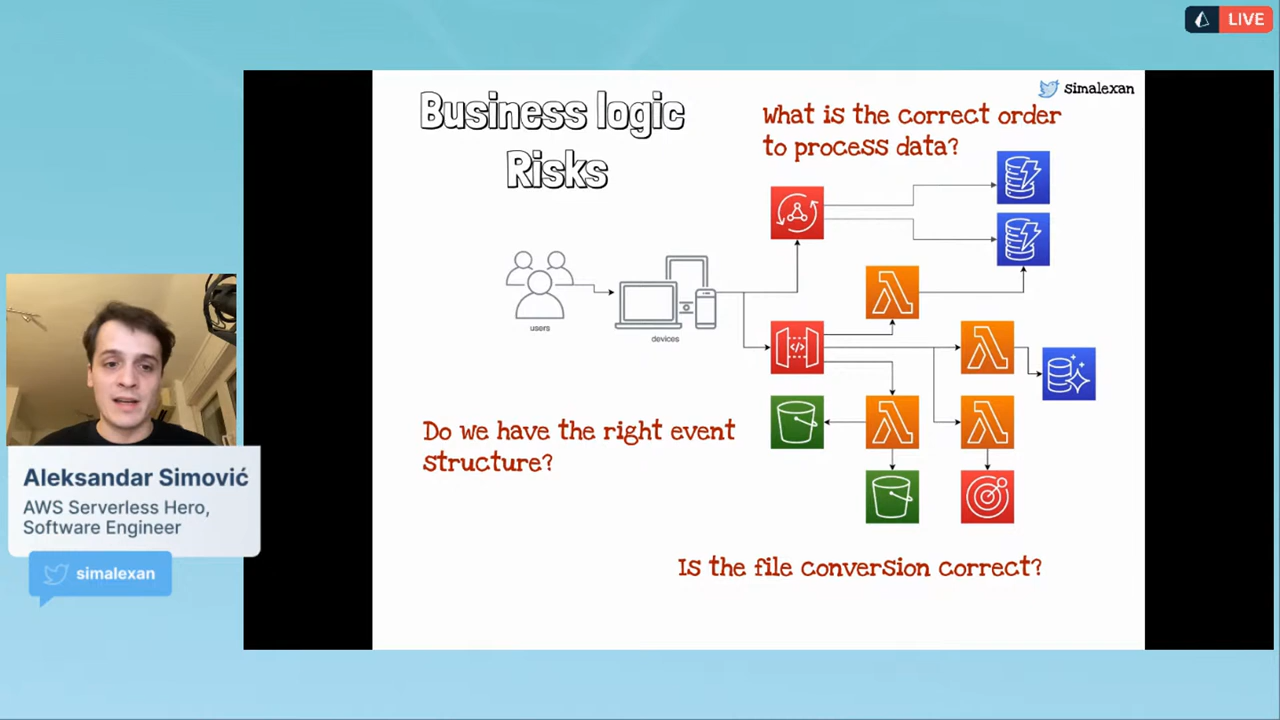 LIVE
simalexan
Business logic
Risks
What is the correct order
to process data?
users
devices
Do we have the right event
structure?
Is the file conversion correct?
Aleksandar Simović
AWS Serverless Hero,
Software Engineer
simalexan